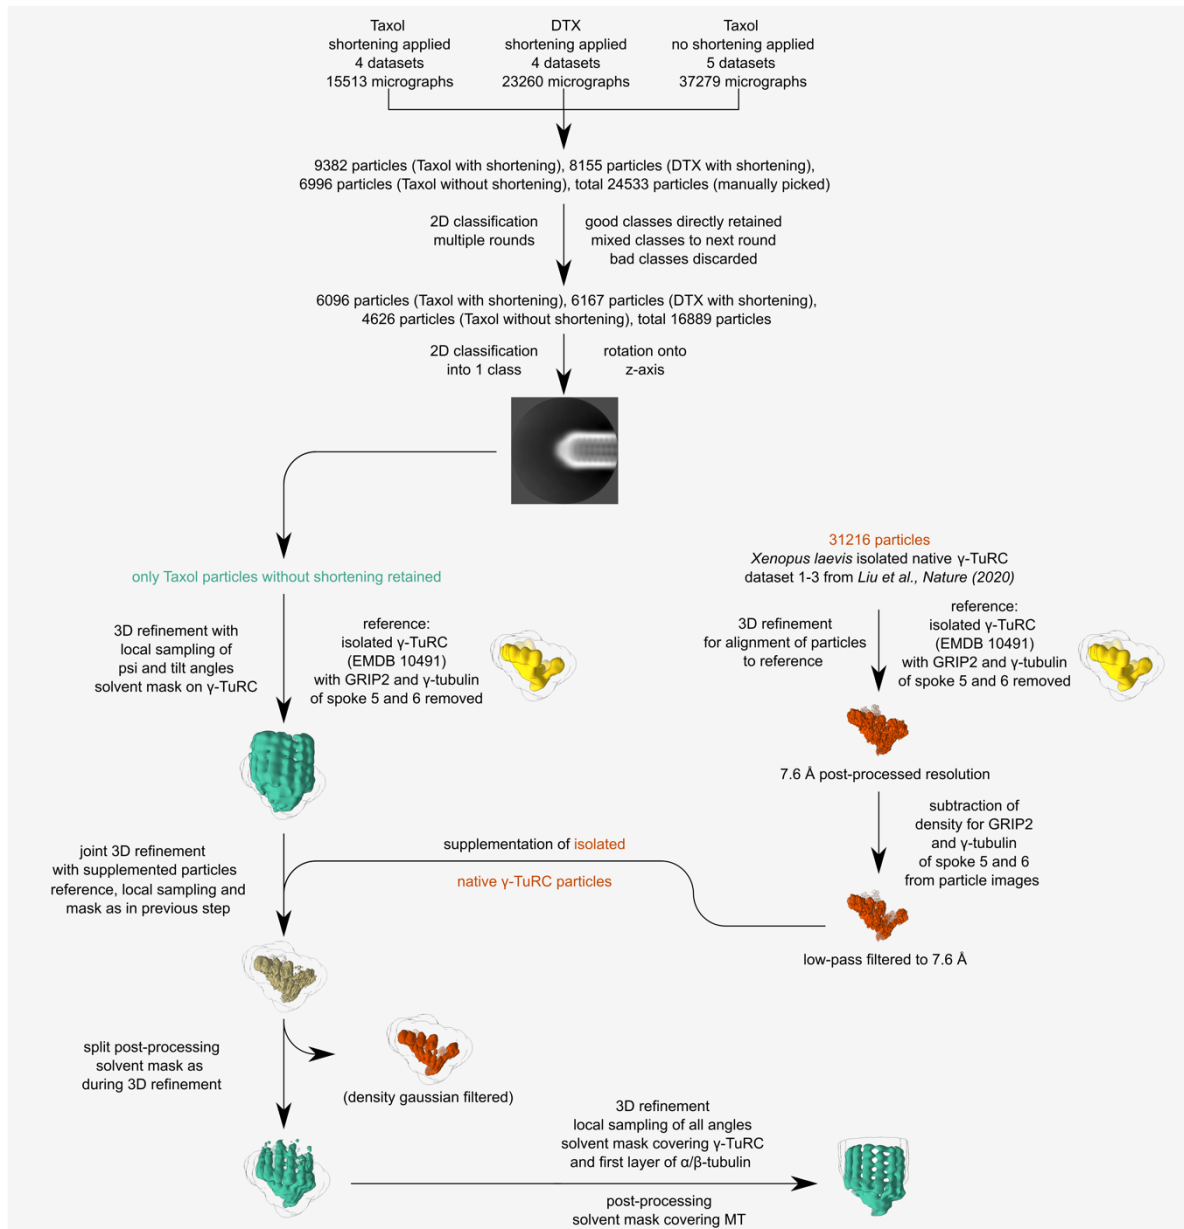 Taxol
shortening applied
4 datasets
15513 micrographs
DTX
shortening applied
4 datasets
23260 micrographs
Taxol
no shortening applied
5 datasets
37279 micrographs
9382 particles (Taxol with shortening), 8155 particles (DTX with shortening),
6996 particles (Taxol without shortening), total 24533 particles (manually picked)
2D classification
multiple rounds
good classes directly retained
mixed classes to next round
bad classes discarded
6096 particles (Taxol with shortening), 6167 particles (DTX with shortening),
4626 particles (Taxol without shortening), total 16889 particles
2D classification
into 1 class
rotation onto
z-axis
only Taxol particles without shortening retained
31216 particles
Xenopus laevis isolated native γ-TuRC
dataset 1-3 from Liu et al., Nature (2020)
3D refinement with
local sampling of
psi and tilt angles
solvent mask on γ-TuRC
reference:
isolated γ-TuRC
(EMDB 10491)
with GRIP2 and γ-tubulin
of spoke 5 and 6 removed
3D refinement
for alignment of particles
to reference
reference:
isolated γ-TuRC
(EMDB 10491)
with GRIP2 and γ-tubulin
of spoke 5 and 6 removed
7.6 Å post-processed resolution
subtraction of
density for GRIP2
and γ-tubulin
of spoke 5 and 6
from particle images
joint 3D refinement
with supplemented particles
reference, local sampling and
mask as in previous step
supplementation of isolated
native γ-TuRC particles
low-pass filtered to 7.6 Å
split post-processing
solvent mask as
during 3D refinement
(density gaussian filtered)
3D refinement
local sampling of all angles
solvent mask covering γ-TuRC
and first layer of α/β-tubulin
post-processing
solvent mask covering MT